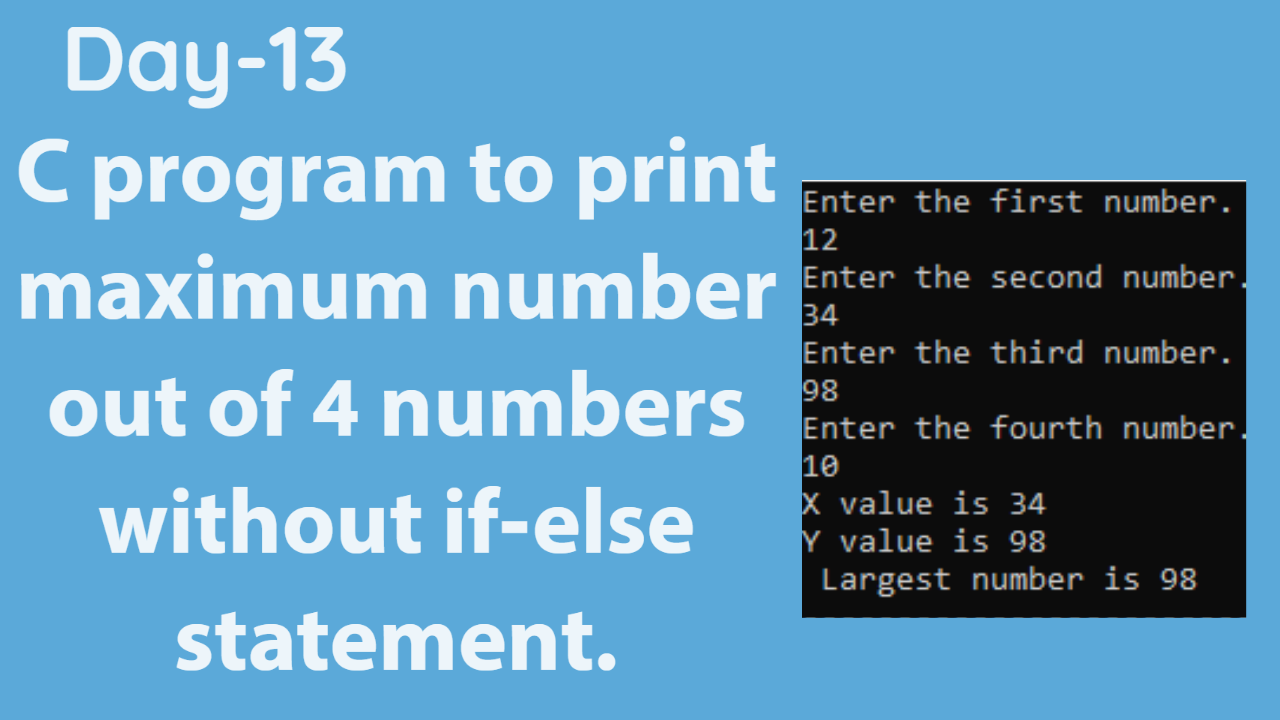 Day-13
C program to print
maximum number
out of 4 numbers
without if-else
statement.
Enter the first number.
12
Enter the second number.
34
Enter the third number.
98
Enter the fourth number.
10
X value is 34
Y value is 98
Largest number is 98